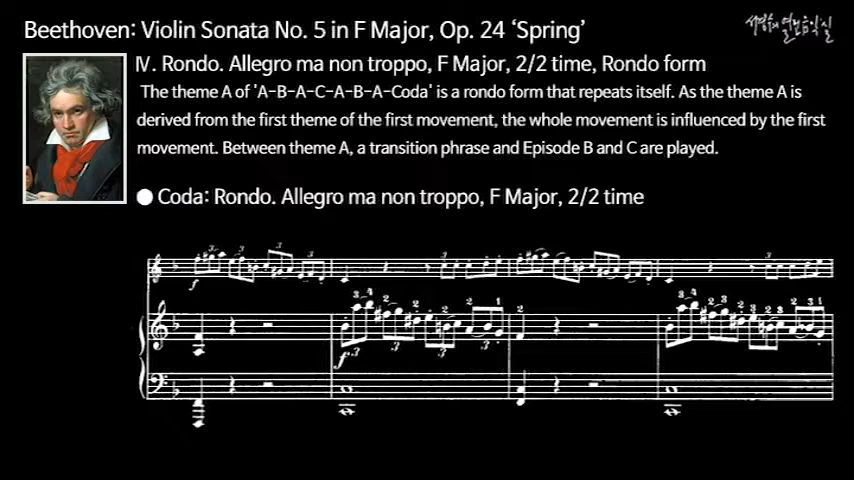 Beethoven: Violin Sonata No. 5 in F Major, Op. 24 ‘Spring’
Ⅳ. Rondo. Allegro ma non troppo, F Major, 2/2 time, Rondo form
The theme A of 'A-B-A-C-A-B-A-Coda' is a rondo form that repeats itself. As the theme A is
derived from the first theme of the first movement, the whole movement is influenced by the first
movement. Between theme A, a transition phrase and Episode B and C are played.
● Coda: Rondo. Allegro ma non troppo, F Major, 2/2 time